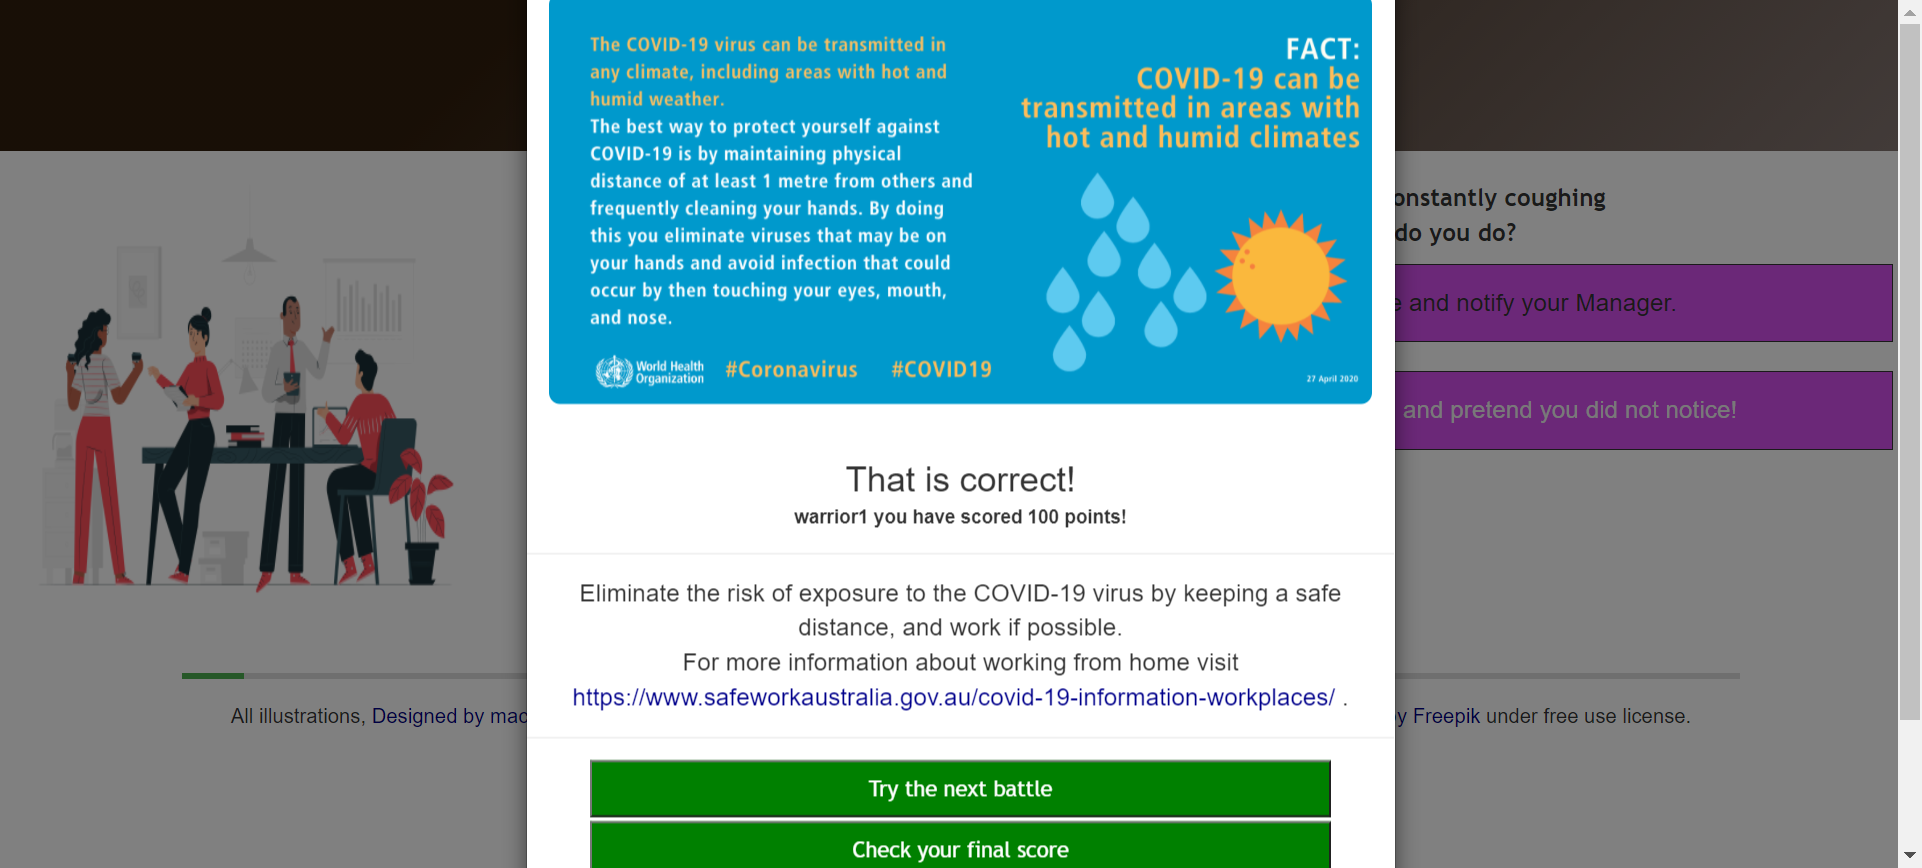 The COVID-19 virus can be transmitted in
any climate, including areas with hot and
humid weather.
The best way to protect yourself against
COVID-19 is by maintaining physical
distance of at least 1 metre from others and
frequently cleaning your hands. By doing
this you eliminate viruses that may be on
your hands and avoid infection that could
occur by then touching your eyes, mouth,
and nose.
World Health
Organization
#Coronavirus #COVID19
FACT:
COVID-19 can be
transmitted in areas with
hot and humid climates
27 April 2020
That is correct!
warrior1 you have scored 100 points!
Eliminate the risk of exposure to the COVID-19 virus by keeping a safe
distance, and work if possible.
For more information about working from home visit
https://www.safeworkaustralia.gov.au/covid-19-information-workplaces/ .
Try the next battle
Check your final score
onstantly coughing
do you do?
and notify your Manager.
and pretend you did not notice!
All illustrations, Designed by mac
y Freepik under free use license.